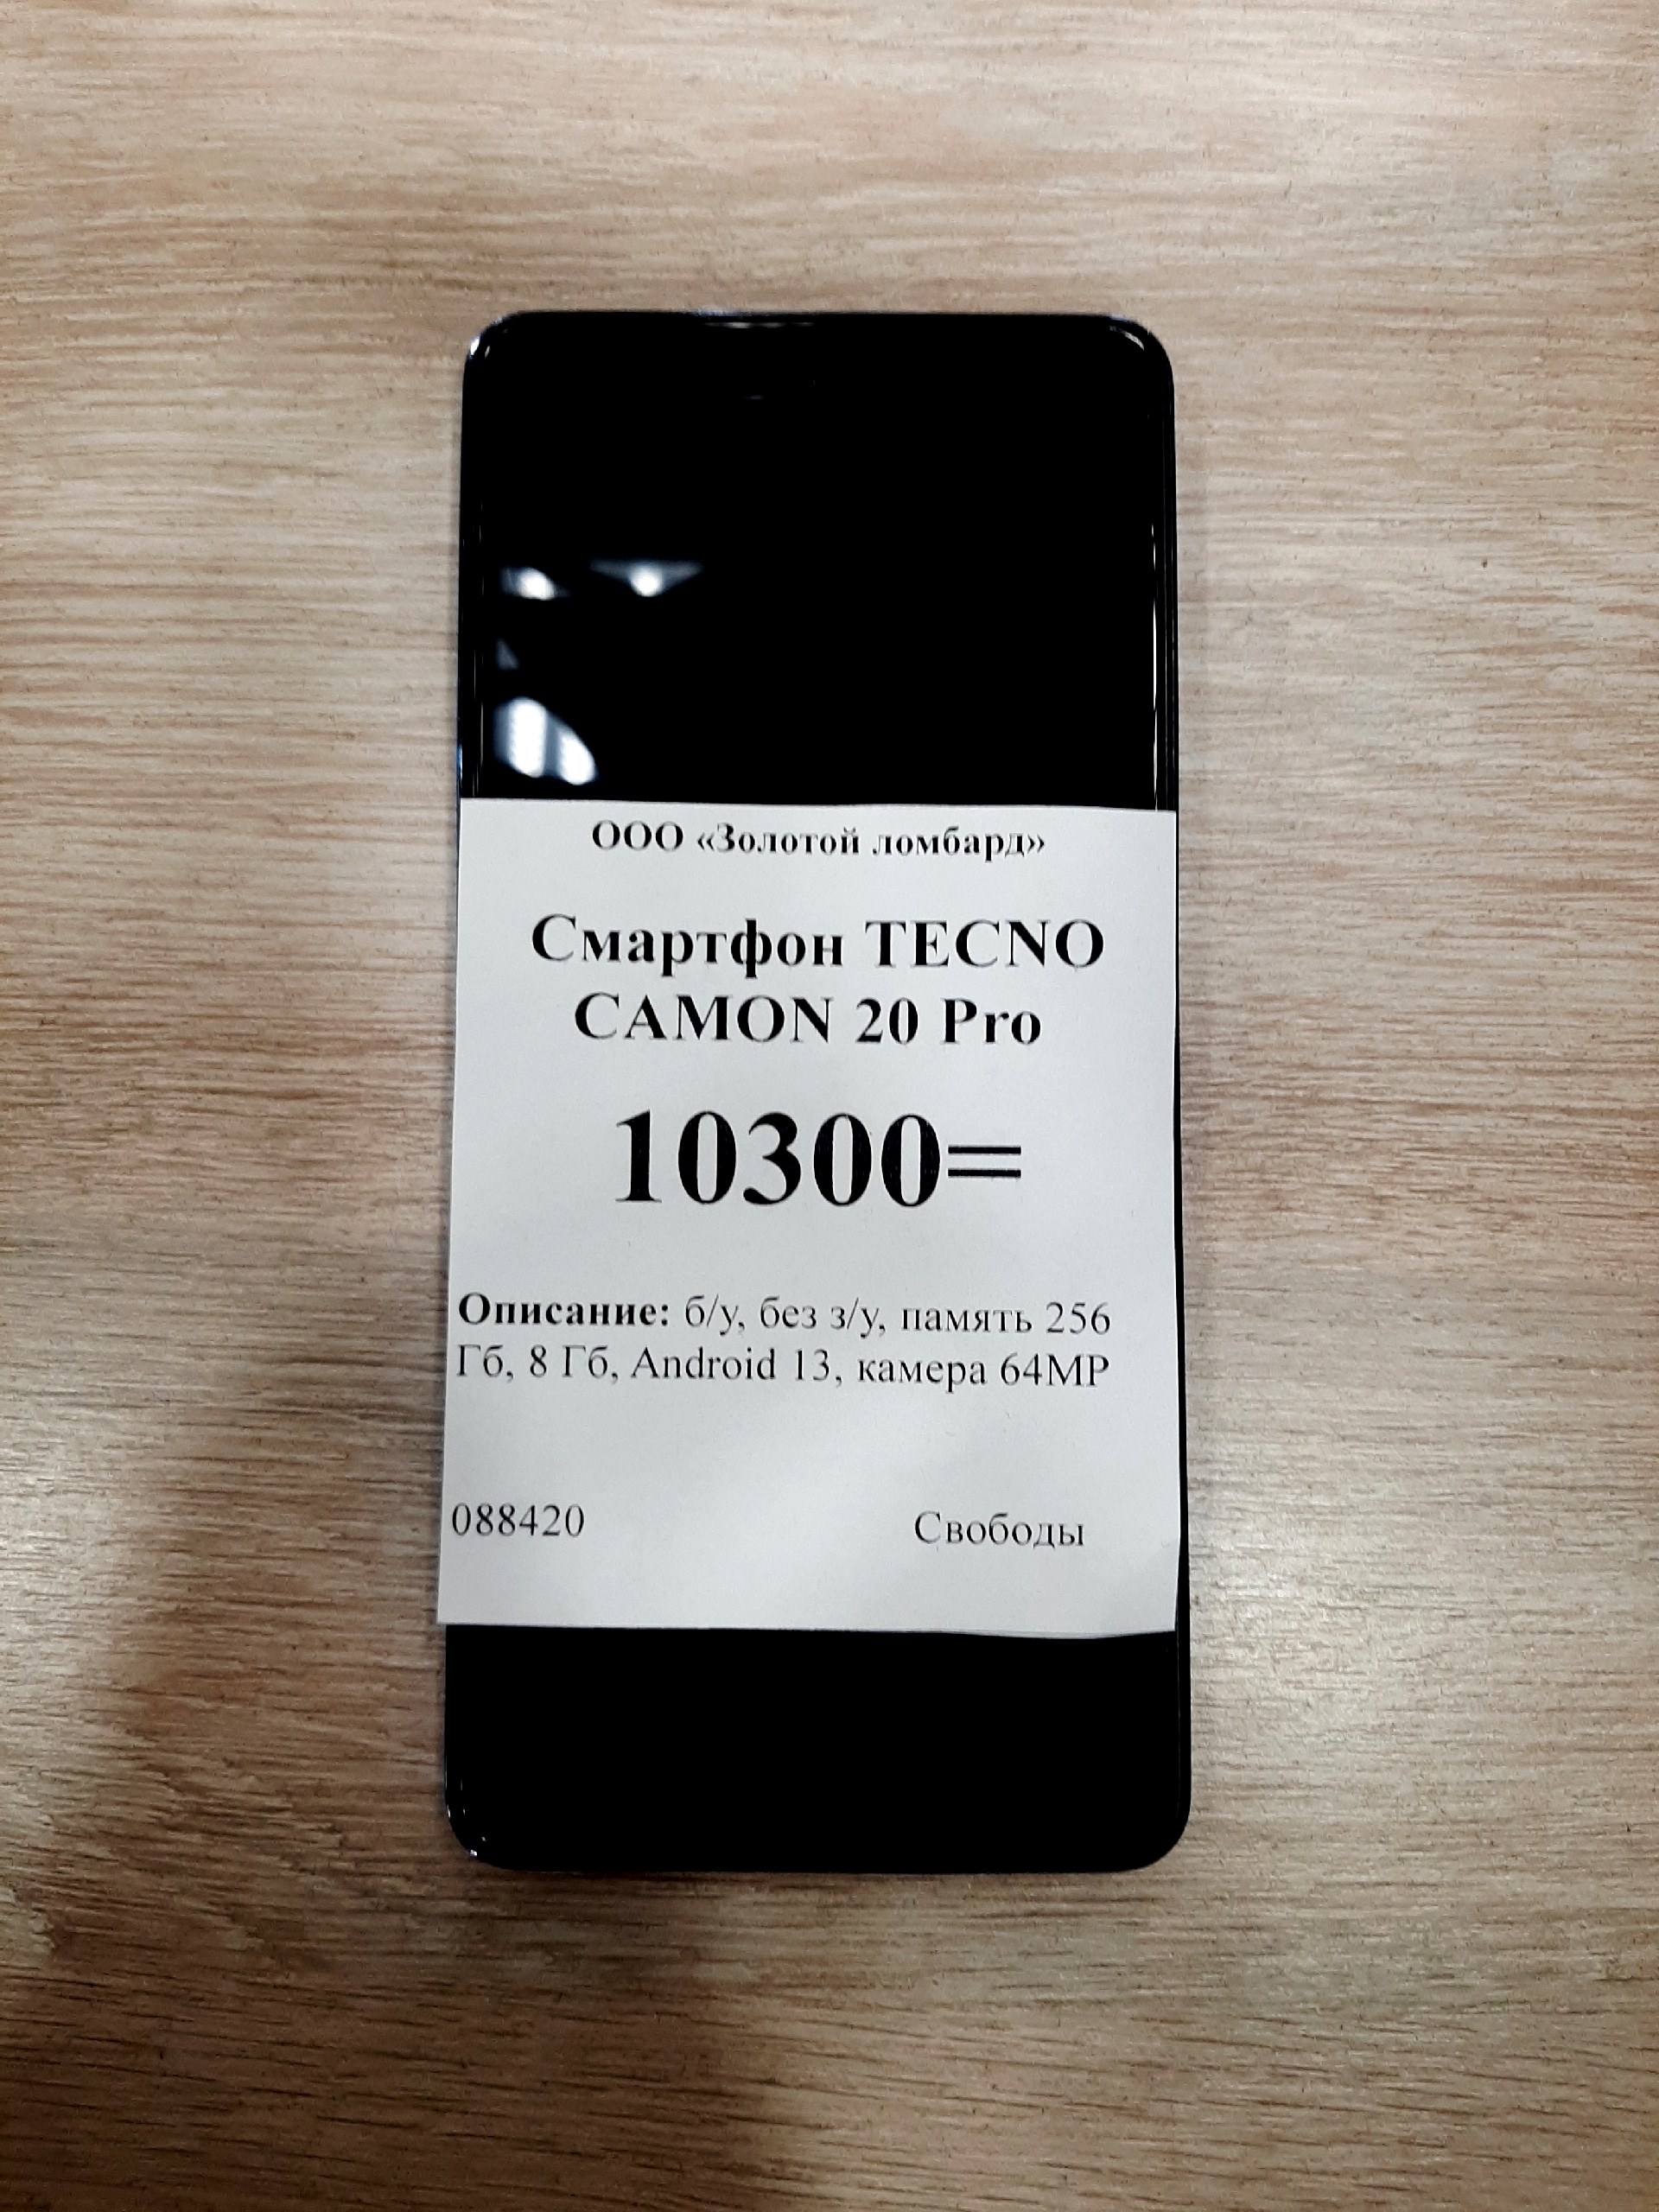 ООО «Золотой ломбард»
Смартфон TECNO
CAMON 20 Pro
10300=
Описание: б/у, без з/у, память 256
Гб, 8 Гб, Android 13, камера 64MP
088420
Свободы